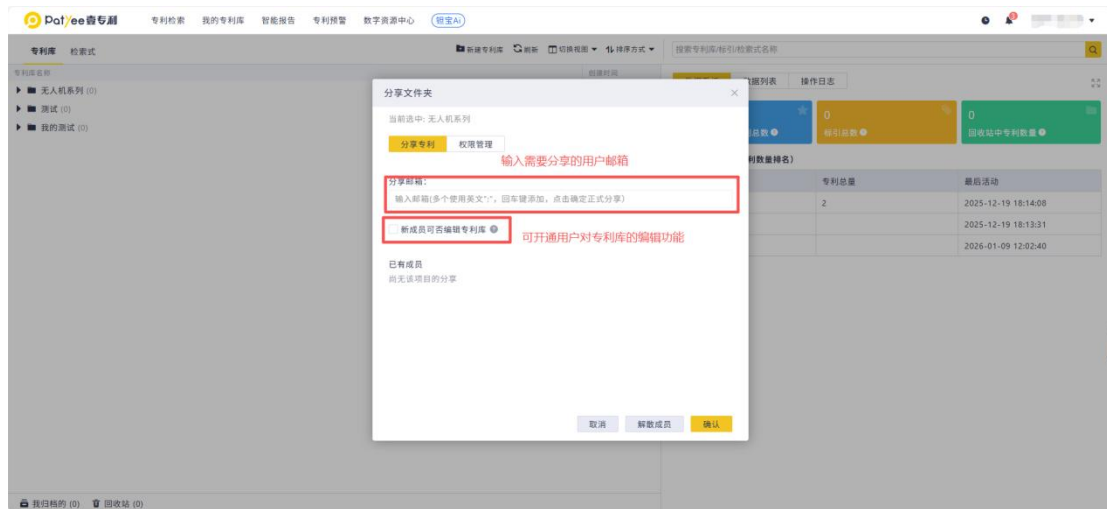 Patyee壹专利 专利检索 我的专利库 智能报告 专利预警 数字资源中心 钽宝Ai 3
专利库 检索式 新建专利库 刷新 切换视图 排序方式 搜索专利库/标引/检索式名称
专利库名称 创建时间
无人机系列 (0)
测试 (0)
我的测试 (0)
数据列表 操作日志
0 0
引总数 标引总数 回收站中专利数量
利数量排名)
专利总量 最后活动
2 2025-12-19 18:14:08
2025-12-19 18:13:31
2026-01-09 12:02:40
分享文件夹
当前选中: 无人机系列
分享专利 权限管理
输入需要分享的用户邮箱
分享邮箱:
输入邮箱(多个使用英文";"，回车键添加，点击确定正式分享)
新成员可否编辑专利库
可开通用户对专利库的编辑功能
已有成员
尚无该项目的分享
取消 解散成员 确认
我归档的 (0) 回收站 (0)